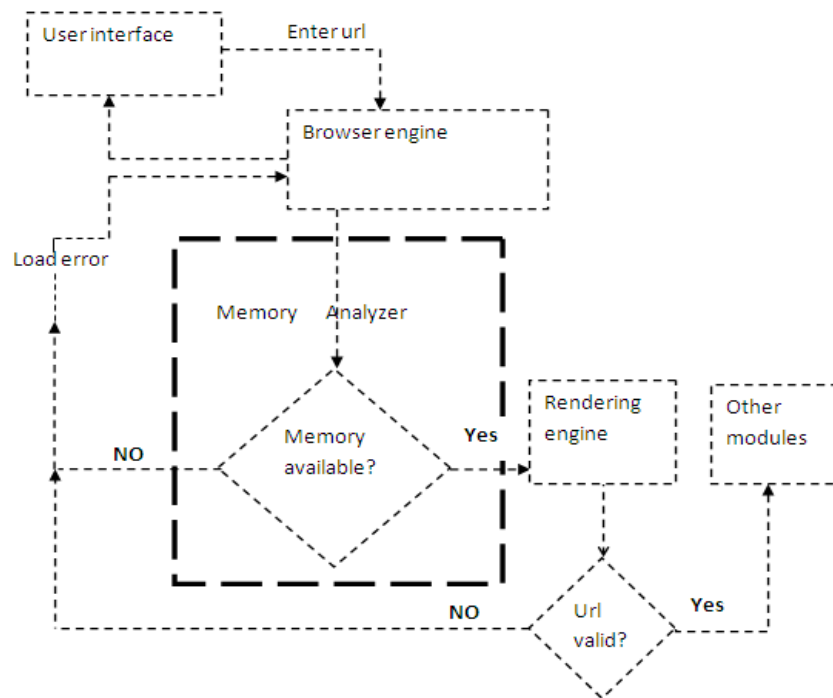 User interface
Enter url
Browser engine
Load error
Memory Analyzer
Memory
available?
NO
Yes
Rendering
engine
Other
modules
Url
valid?
NO
Yes